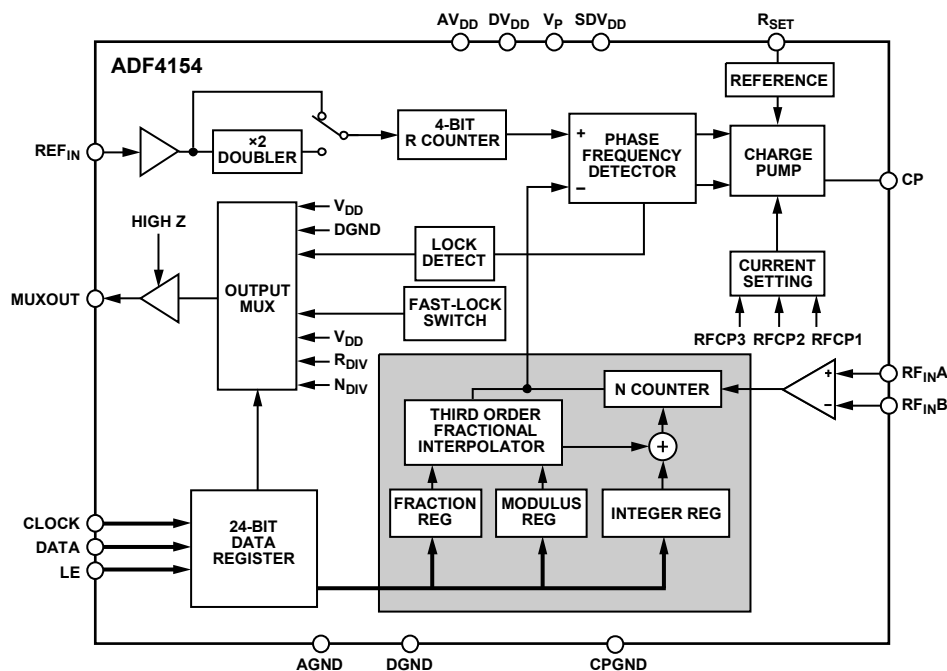 AVDD DVDD VP SDVDD RSET
ADF4154
REFERENCE
4-BIT
R COUNTER
×2
DOUBLER
REFIN
+
−
PHASE
FREQUENCY
DETECTOR
CHARGE
PUMP
CP
HIGH Z
VDD
DGND
LOCK
DETECT
MUXOUT
OUTPUT
MUX
FAST-LOCK
SWITCH
CURRENT
SETTING
RFCP3 RFCP2 RFCP1
VDD
RDIV
NDIV
N COUNTER
+
−
RFINA
RFINB
THIRD ORDER
FRACTIONAL
INTERPOLATOR
+
FRACTION
REG
MODULUS
REG
INTEGER REG
CLOCK
DATA
LE
24-BIT
DATA
REGISTER
AGND DGND CPGND